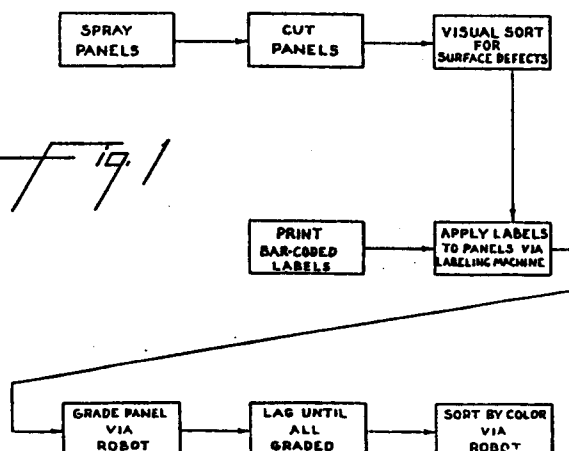 SPRAY
PANELS
CUT
PANELS
VISUAL SORT
FOR
SURFACE DEFECTS
Fig. 1
PRINT
BAR-CODED
LABELS
APPLY LABELS
TO PANELS VIA
LABELING MACHINE
GRADE PANEL
VIA
ROBOT
LAG UNTIL
ALL
GRADED
SORT BY COLOR
VIA
ROBOT